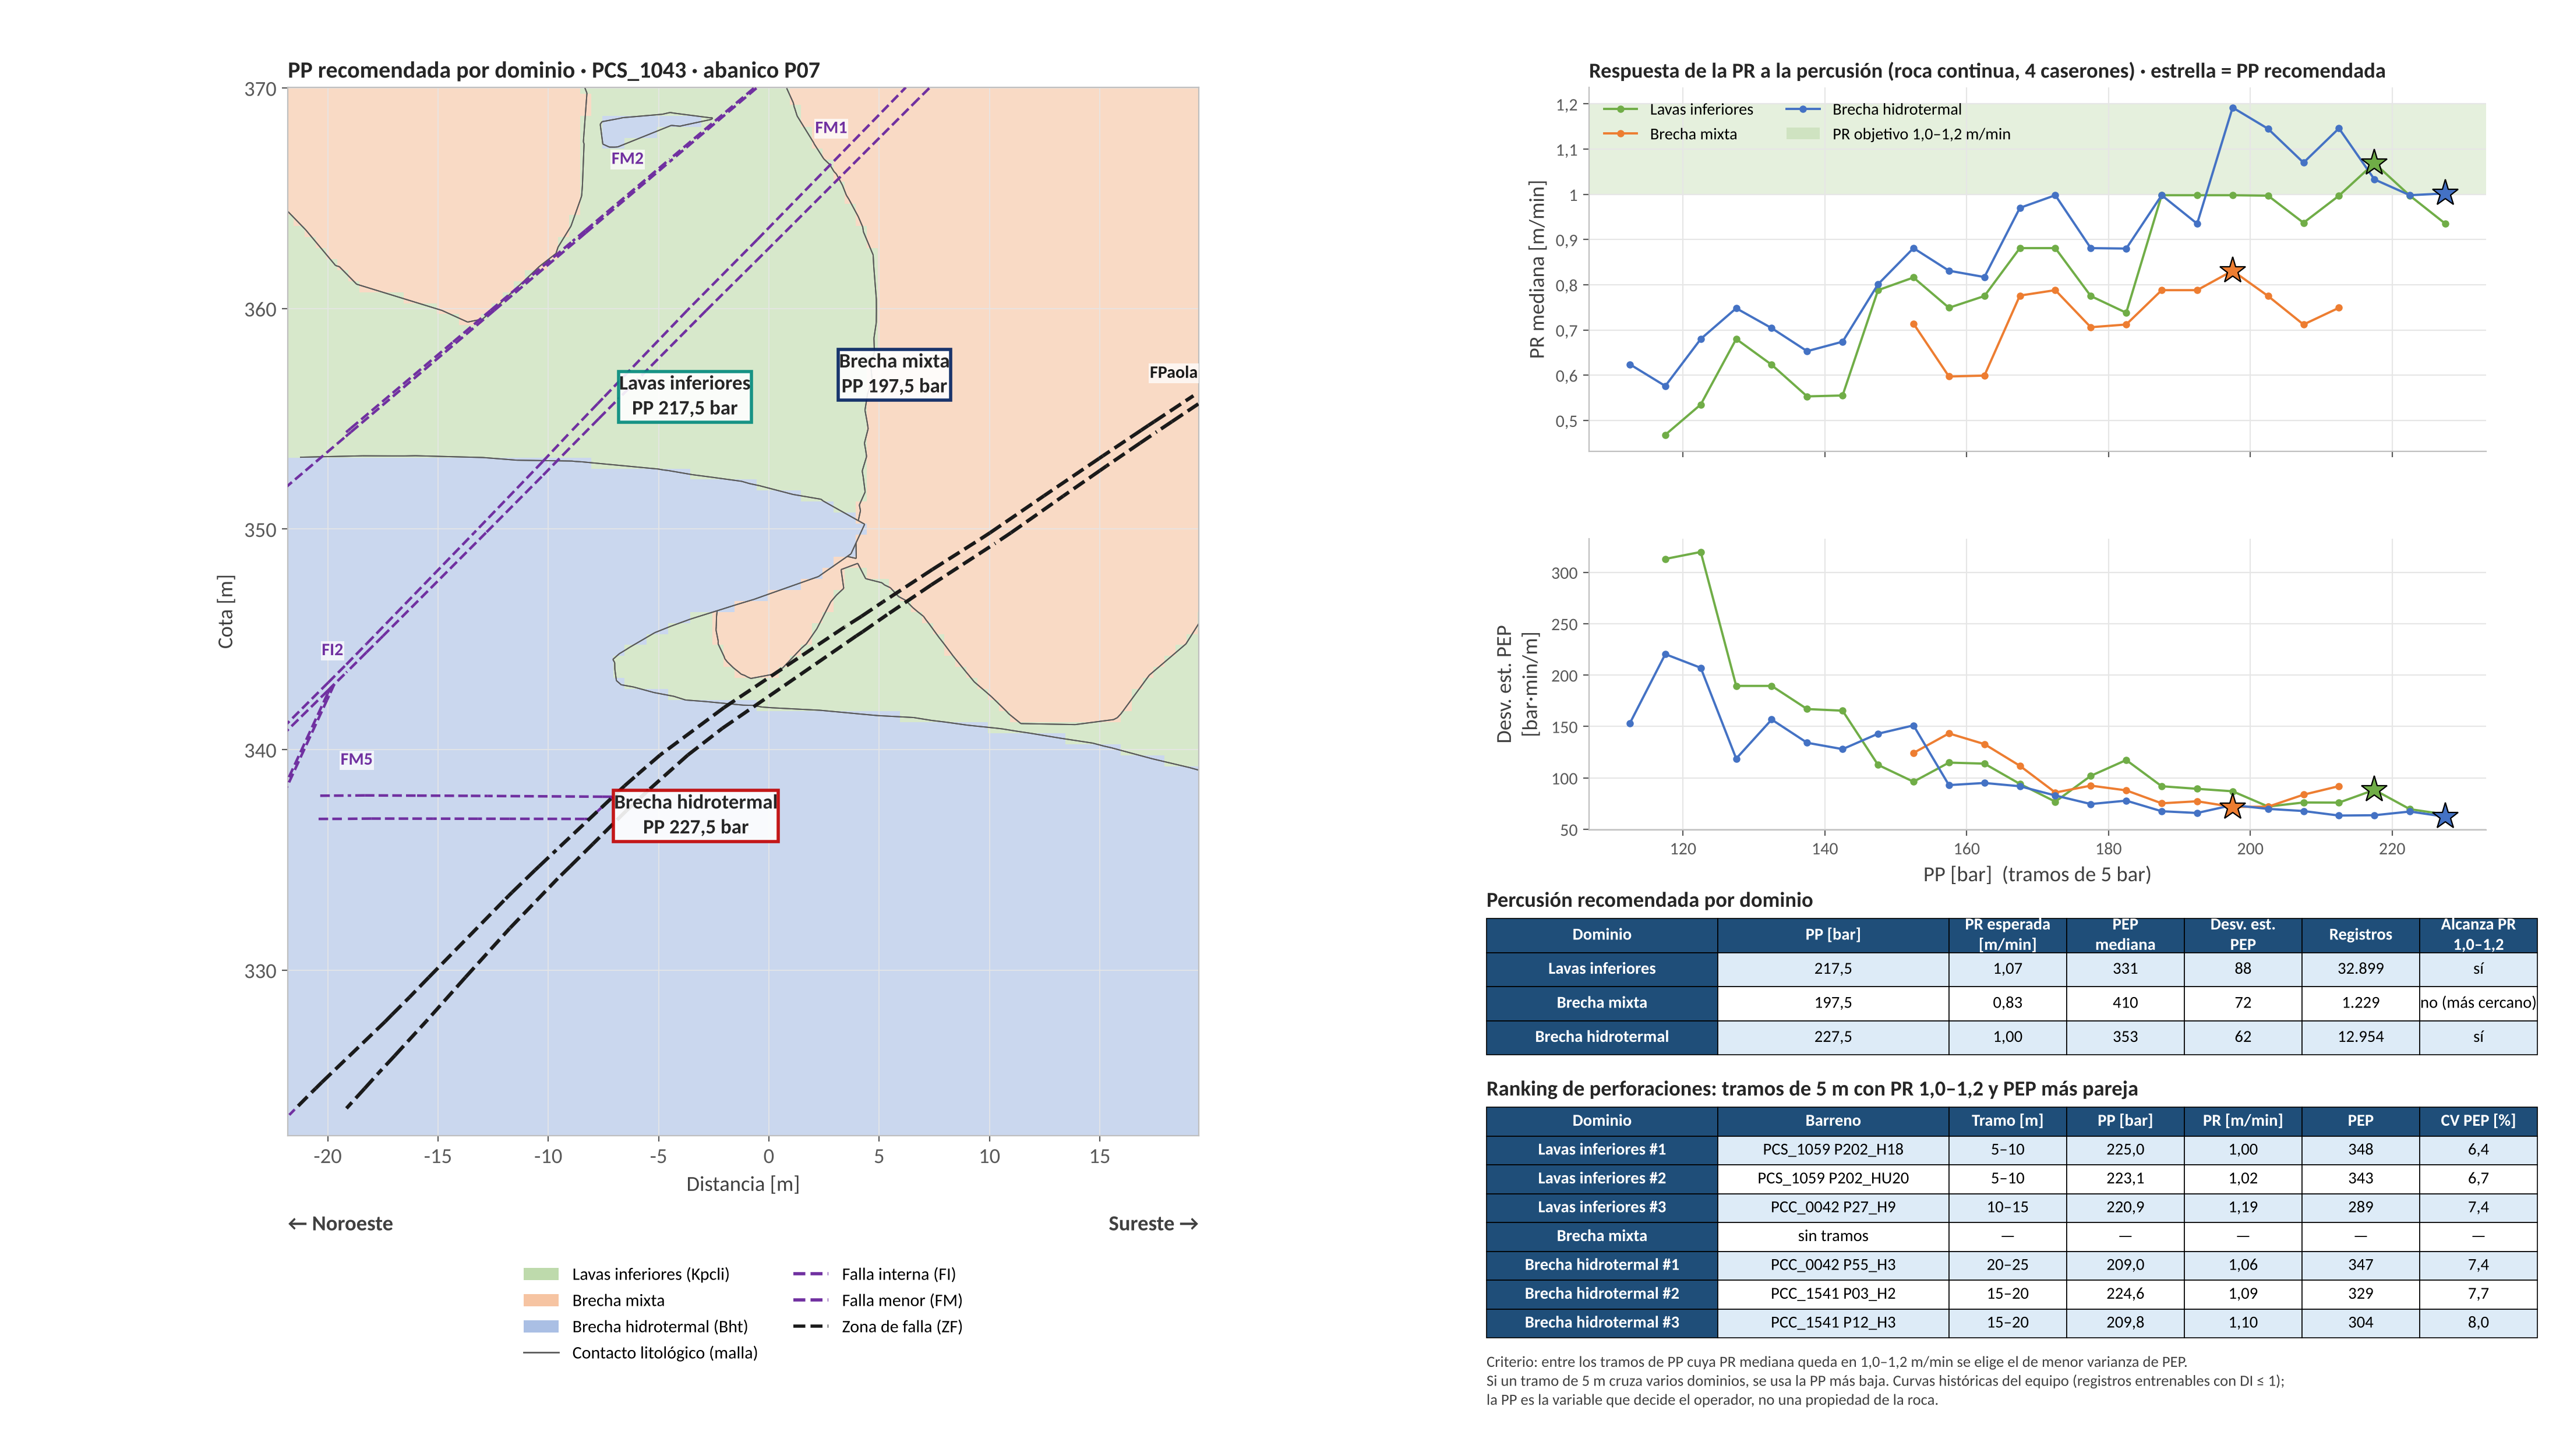 PP recomendada por dominio · PCS_1043 · abanico P07
370
360
350
340
330
Cota [m]
FM2
FM1
Lavas inferiores
PP 217,5 bar
Brecha mixta
PP 197,5 bar
FPaola
FI2
FM5
Brecha hidrotermal
PP 227,5 bar
-20 -15 -10 -5 0 5 10 15
Distancia [m]
← Noroeste
Sureste →
Lavas inferiores (Kpcli)
Brecha mixta
Brecha hidrotermal (Bht)
Contacto litológico (malla)
Falla interna (FI)
Falla menor (FM)
Zona de falla (ZF)
Respuesta de la PR a la percusión (roca continua, 4 caserones) · estrella = PP recomendada
Lavas inferiores
Brecha mixta
Brecha hidrotermal
PR objetivo 1,0–1,2 m/min
1,2
1,1
1
0,9
0,8
0,7
0,6
0,5
PR mediana [m/min]
300
250
200
150
100
50
Desv. est. PEP
[bar·min/m]
120 140 160 180 200 220
PP [bar] (tramos de 5 bar)
Percusión recomendada por dominio
Dominio PP [bar] PR esperada [m/min] PEP mediana Desv. est. PEP Registros Alcanza PR 1,0–1,2
Lavas inferiores 217,5 1,07 331 88 32.899 sí
Brecha mixta 197,5 0,83 410 72 1.229 no (más cercano)
Brecha hidrotermal 227,5 1,00 353 62 12.954 sí
Ranking de perforaciones: tramos de 5 m con PR 1,0–1,2 y PEP más pareja
Dominio Barreno Tramo [m] PP [bar] PR [m/min] PEP CV PEP [%]
Lavas inferiores #1 PCS_1059 P202_H18 5–10 225,0 1,00 348 6,4
Lavas inferiores #2 PCS_1059 P202_HU20 5–10 223,1 1,02 343 6,7
Lavas inferiores #3 PCC_0042 P27_H9 10–15 220,9 1,19 289 7,4
Brecha mixta sin tramos — — — — —
Brecha hidrotermal #1 PCC_0042 P55_H3 20–25 209,0 1,06 347 7,4
Brecha hidrotermal #2 PCC_1541 P03_H2 15–20 224,6 1,09 329 7,7
Brecha hidrotermal #3 PCC_1541 P12_H3 15–20 209,8 1,10 304 8,0
Criterio: entre los tramos de PP cuya PR mediana queda en 1,0–1,2 m/min se elige el de menor varianza de PEP.
Si un tramo de 5 m cruza varios dominios, se usa la PP más baja. Curvas históricas del equipo (registros entrenables con DI ≤ 1);
la PP es la variable que decide el operador, no una propiedad de la roca.